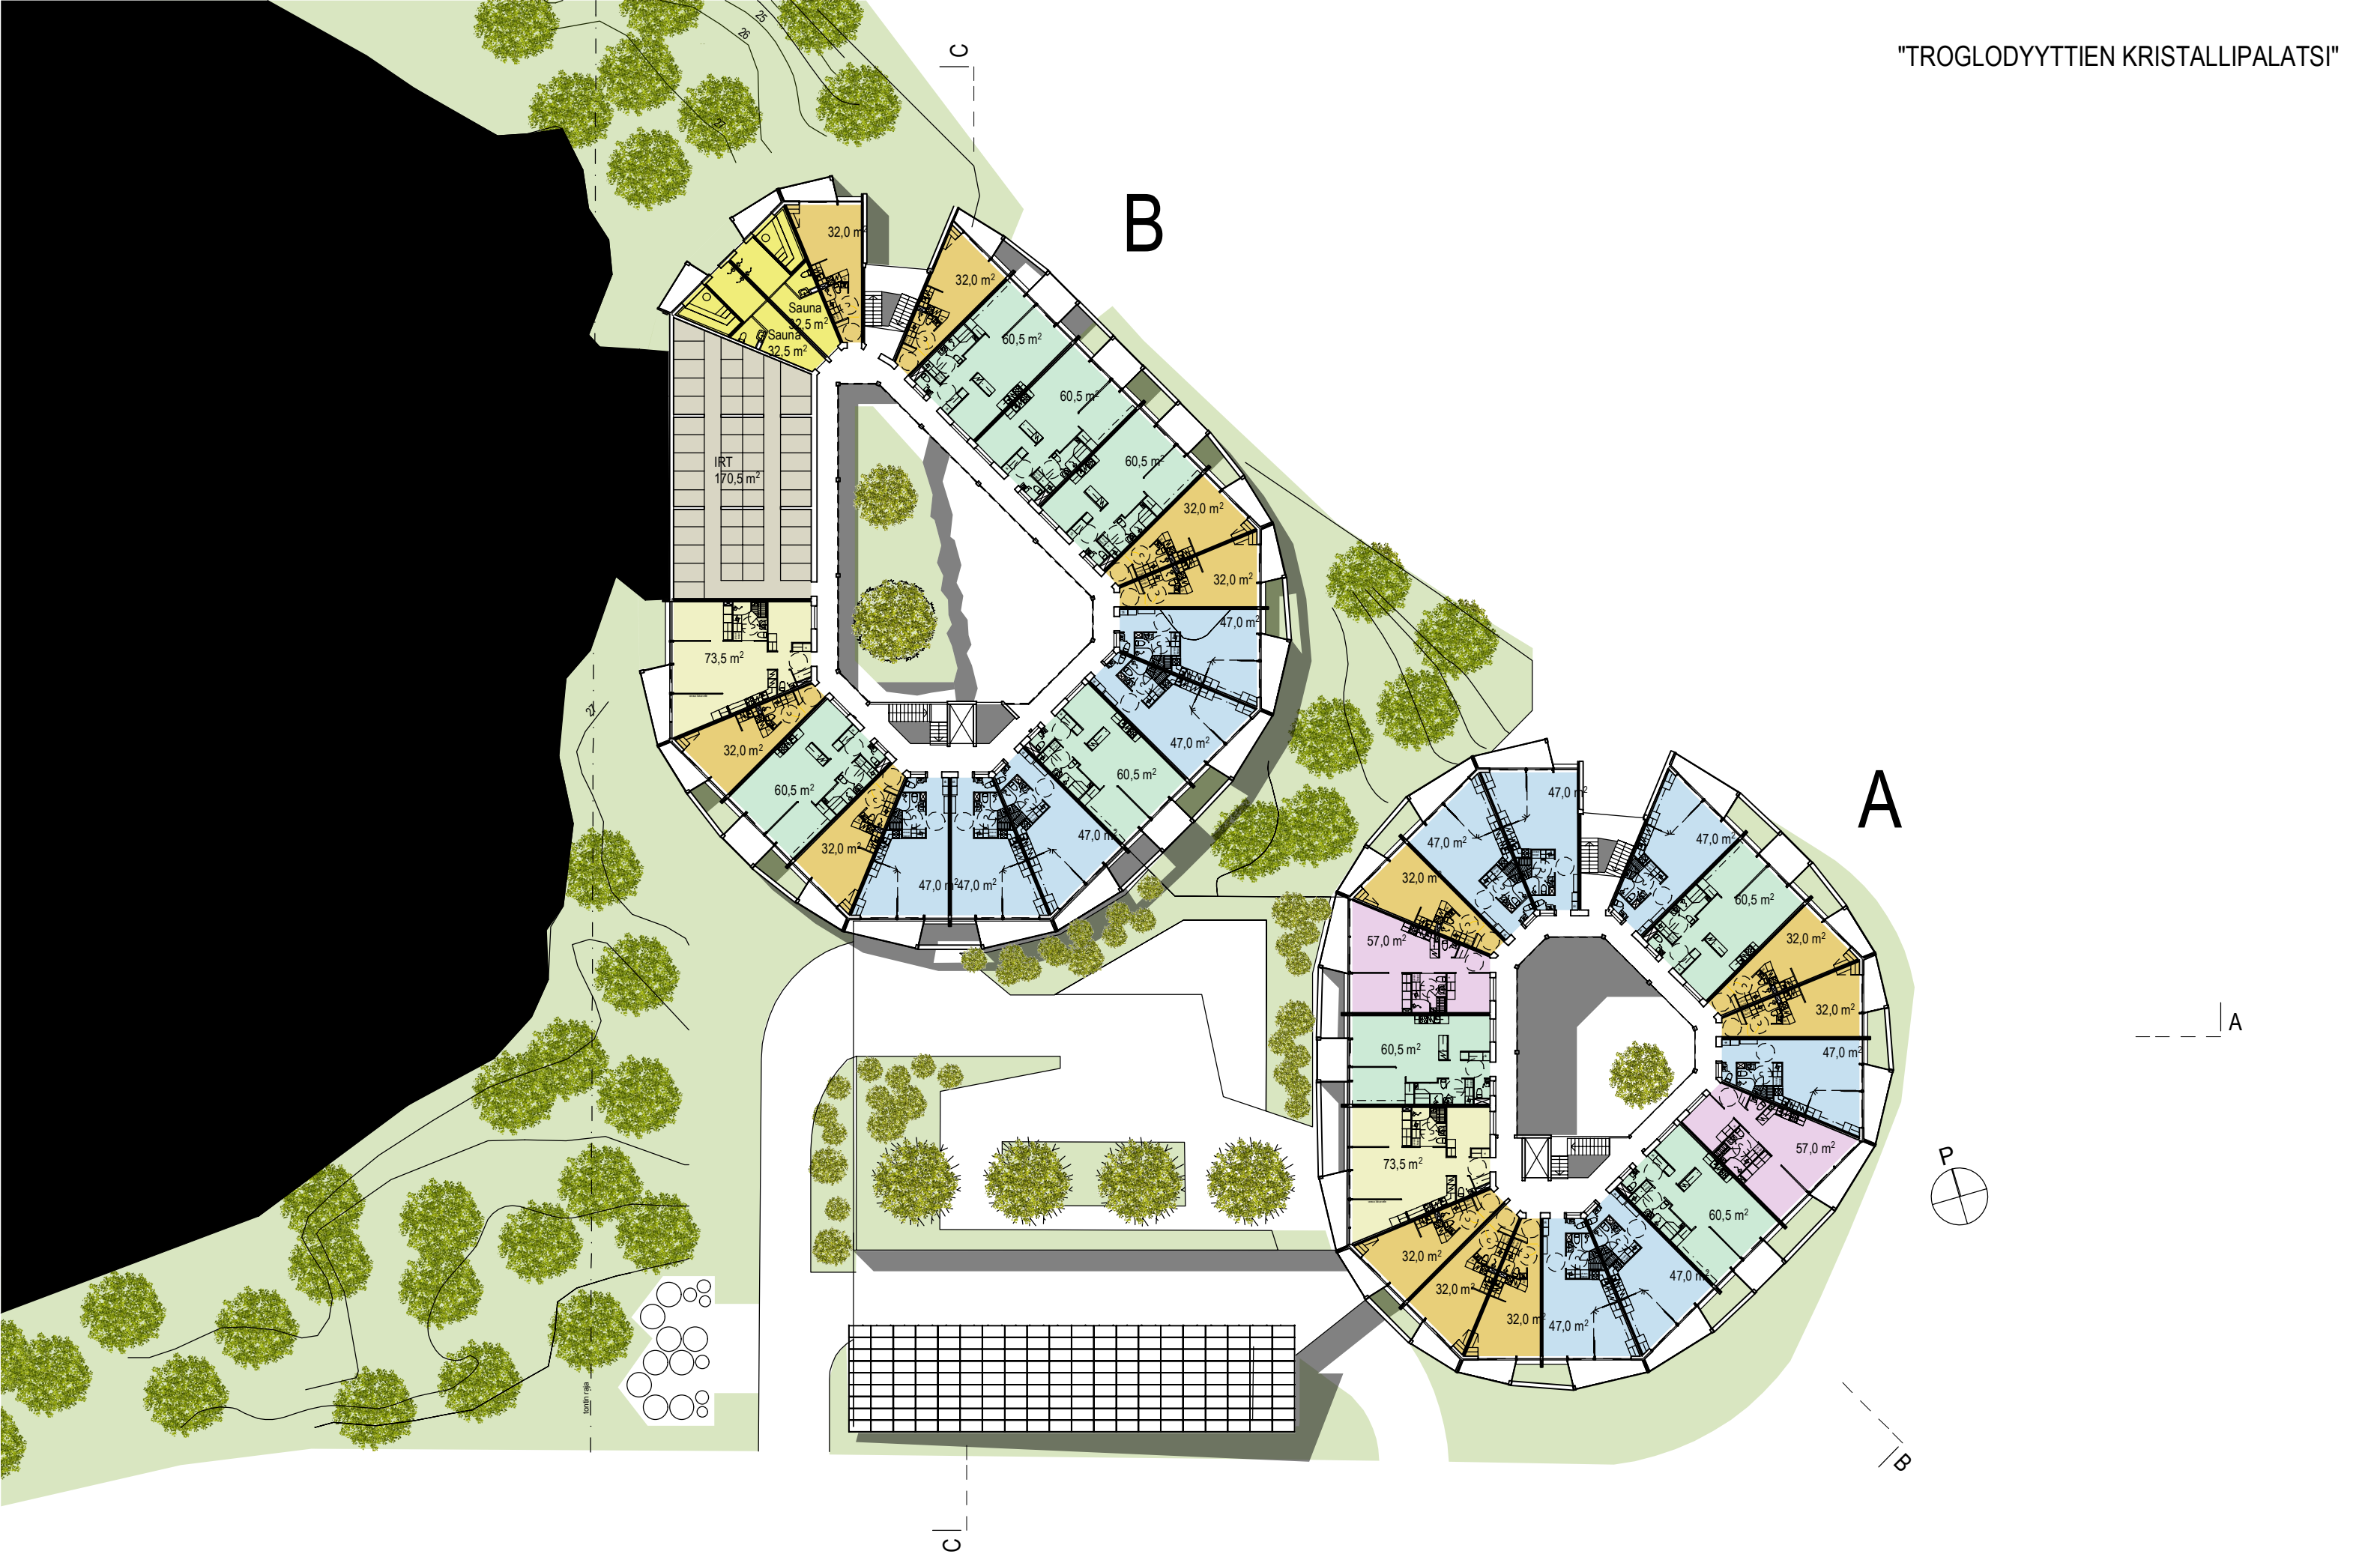 "TROGLODYYTTIEN KRISTALLIPALATSI"
25
26
27
C
B
32,0 m²
32,0 m²
Sauna
32,5 m²
Sauna
32,5 m²
60,5 m²
60,5 m²
60,5 m²
IRT
170,5 m²
32,0 m²
32,0 m²
47,0 m²
73,5 m²
47,0 m²
32,0 m²
60,5 m²
60,5 m²
32,0 m²
47,0 m²
47,0 m²
47,0 m²
27
A
47,0 m²
47,0 m²
47,0 m²
32,0 m²
60,5 m²
57,0 m²
32,0 m²
32,0 m²
60,5 m²
47,0 m²
73,5 m²
57,0 m²
60,5 m²
32,0 m²
32,0 m²
32,0 m²
47,0 m²
47,0 m²
A
P
B
tontin raja
C